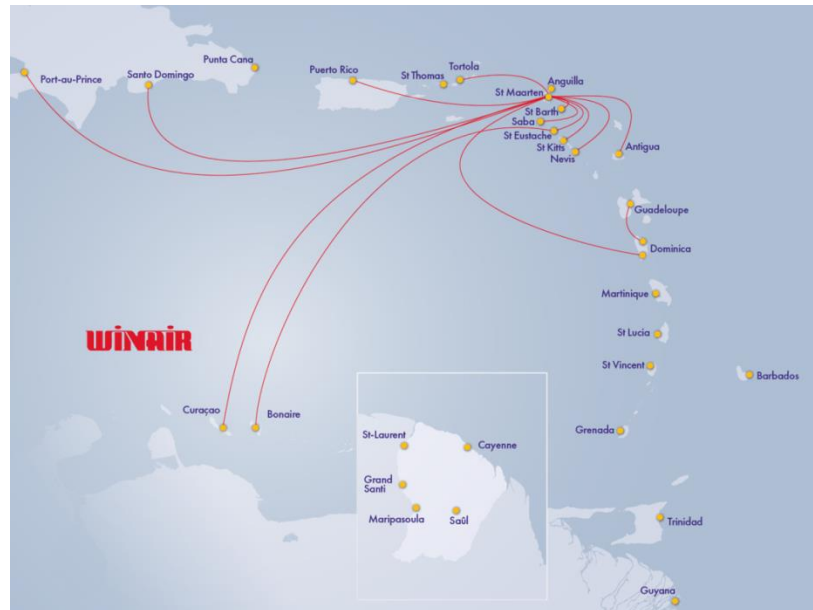 Port-au-Prince
Santo Domingo
Punta Cana
Puerto Rico
St Thomas
Tortola
Anguilla
St Maarten
St Barth
Saba
St Eustache
St Kitts
Nevis
Antigua
Guadeloupe
Dominica
Martinique
St Lucia
St Vincent
Barbados
Grenada
Trinidad
Guyana
WINAIR
Curaçao
Bonaire
St-Laurent
Cayenne
Grand
Santi
Maripasoula
Saûl